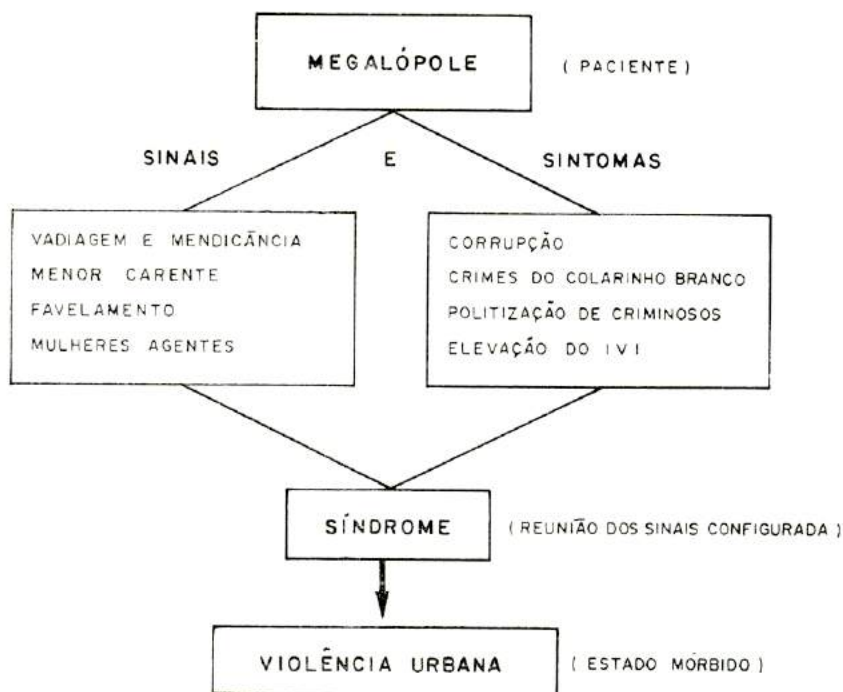 MEGALÓPOLE (PACIENTE)
SINAIS E SINTOMAS
VADIAGEM E MENDICÂNCIA
MENOR CARENTE
FAVELAMENTO
MULHERES AGENTES
CORRUPÇÃO
CRIMES DO COLARINHO BRANCO
POLITIZAÇÃO DE CRIMINOSOS
ELEVAÇÃO DO IVI
SÍNDROME (REUNIÃO DOS SINAIS CONFIGURADA)
VIOLÊNCIA URBANA (ESTADO MÓRBIDO)